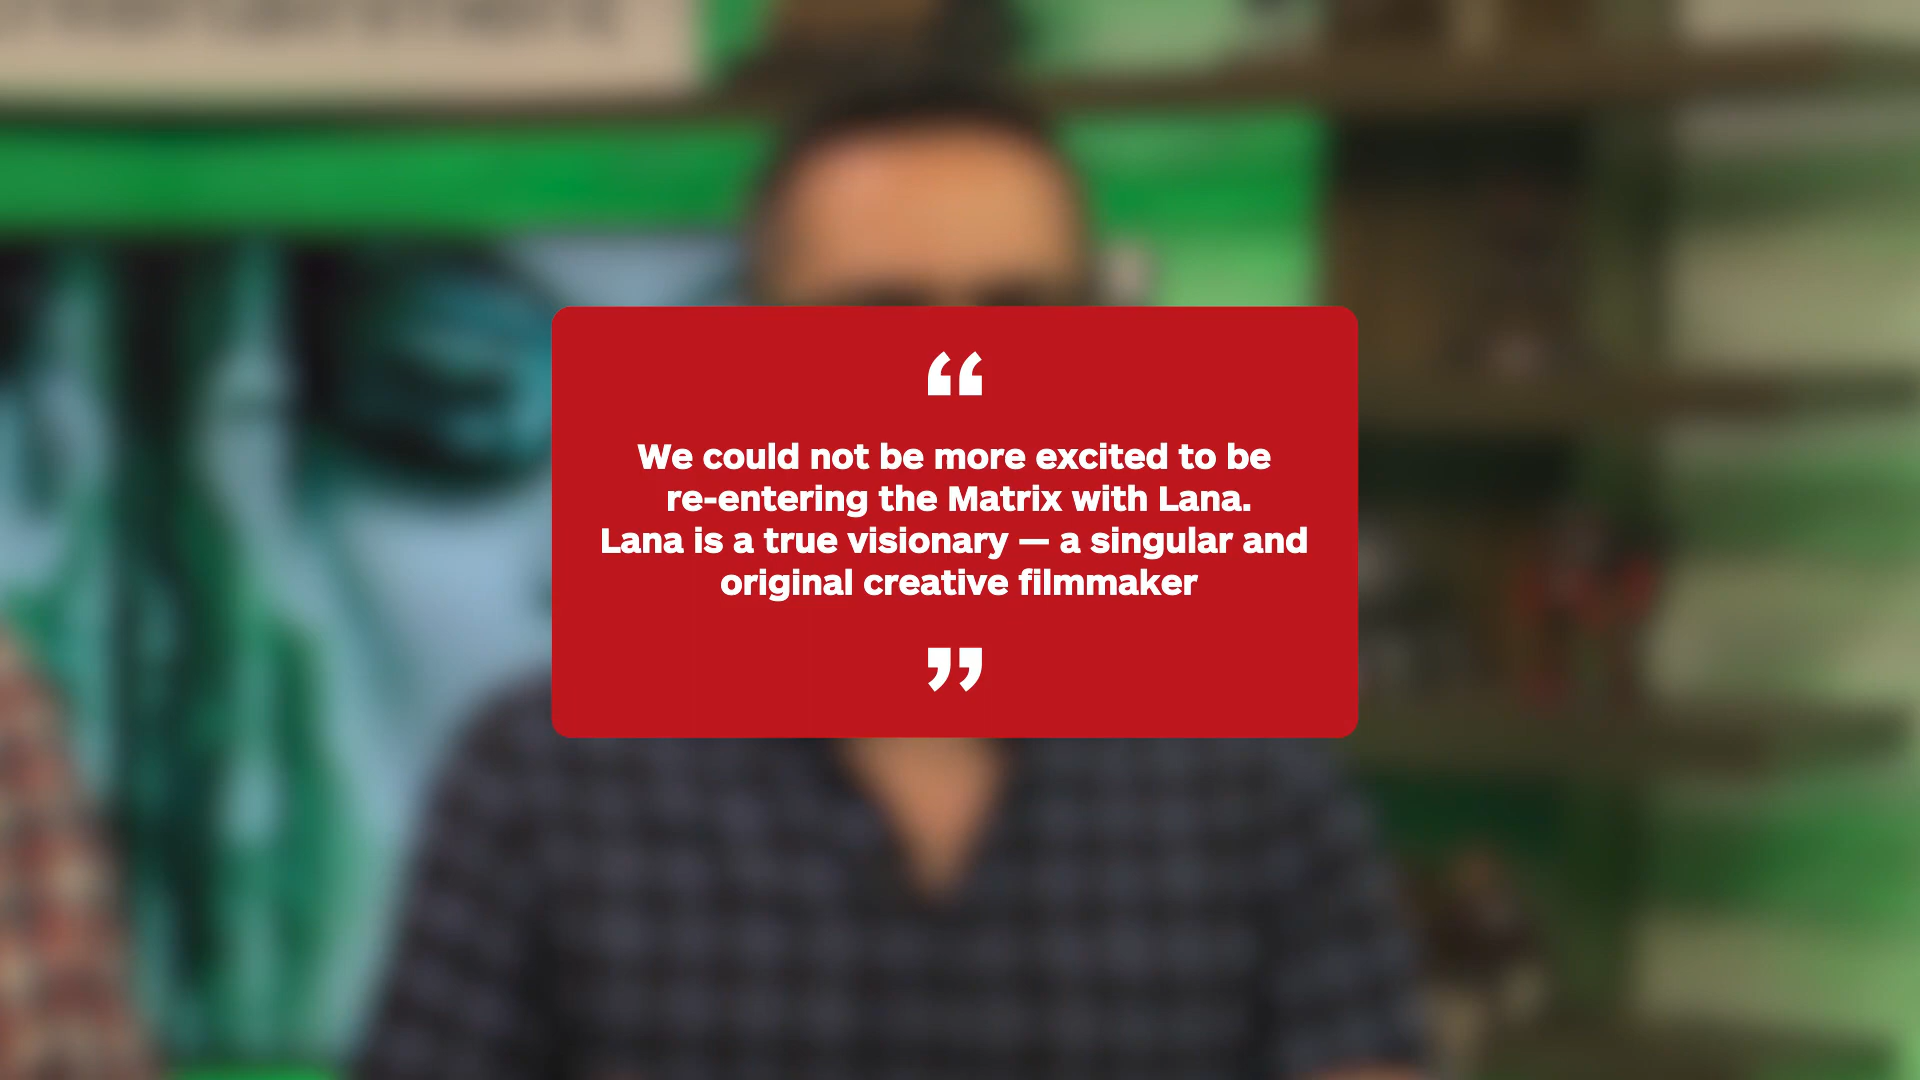 “
We could not be more excited to be
re-entering the Matrix with Lana.
Lana is a true visionary — a singular and
original creative filmmaker
”